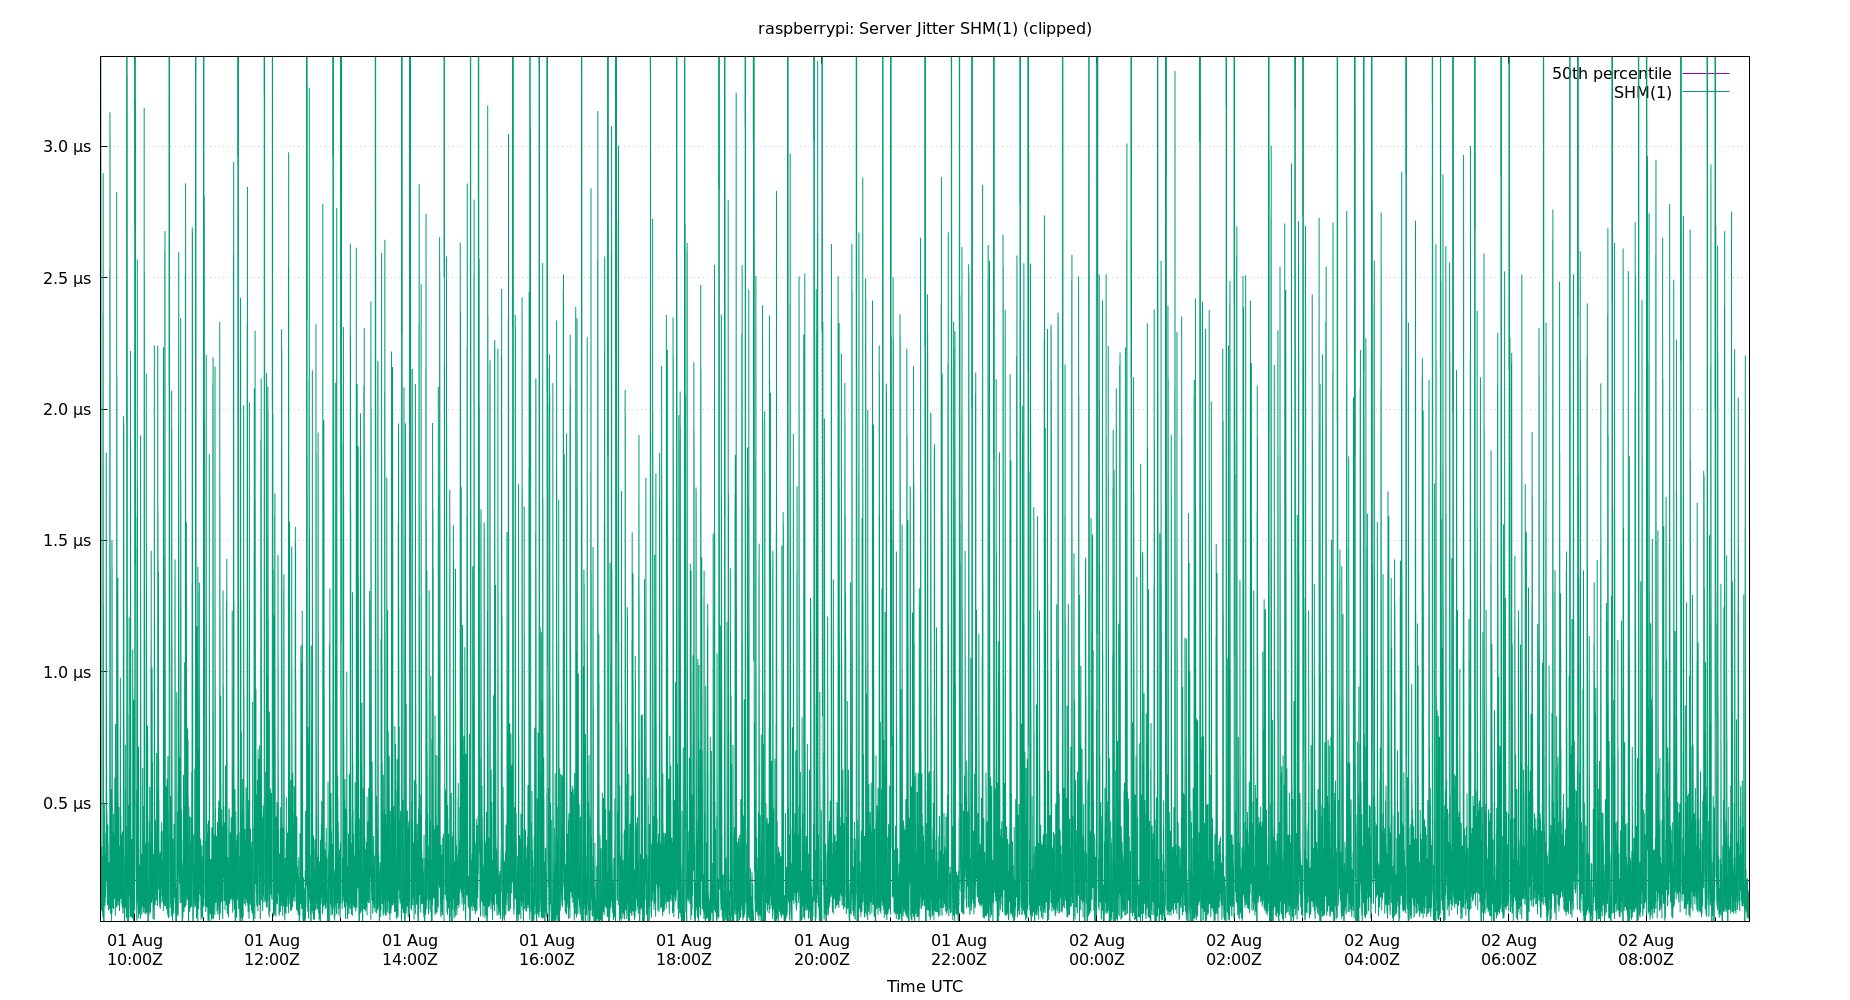 raspberrypi: Server Jitter SHM(1) (clipped)
50th percentile
SHM(1)
3.0 µs
2.5 µs
2.0 µs
1.5 µs
1.0 µs
0.5 µs
01 Aug 01 Aug 01 Aug 01 Aug 01 Aug 01 Aug 01 Aug 02 Aug 02 Aug 02 Aug 02 Aug 02 Aug
10:00Z 12:00Z 14:00Z 16:00Z 18:00Z 20:00Z 22:00Z 00:00Z 02:00Z 04:00Z 06:00Z 08:00Z
Time UTC